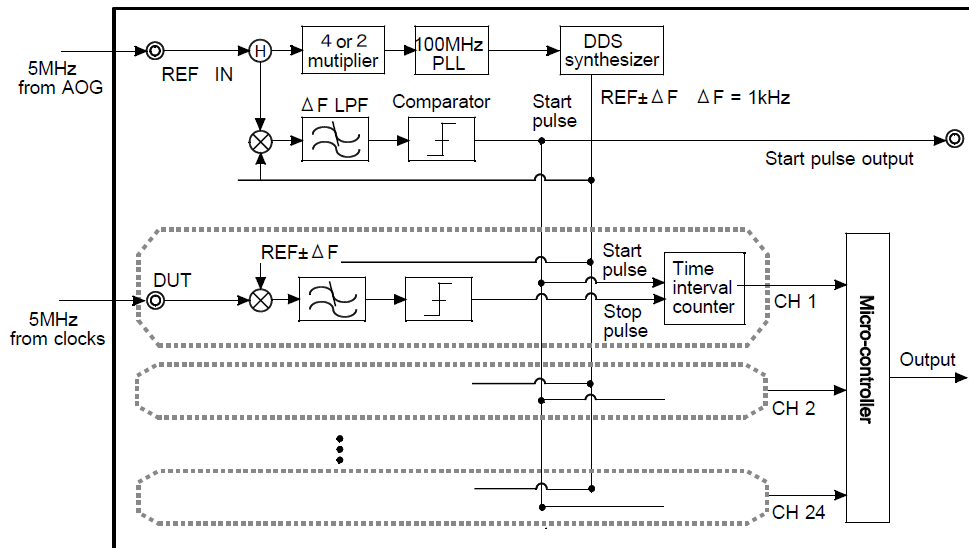 5MHz
from AOG
REF IN
H
4 or 2
mutiplier
100MHz
PLL
DDS
synthesizer
REF±ΔF ΔF = 1kHz
ΔF LPF
Comparator
Start
pulse
Start pulse output
REF±ΔF
DUT
5MHz
from clocks
Start
pulse
Stop
pulse
Time
interval
counter
CH 1
CH 2
CH 24
Micro-controller
Output